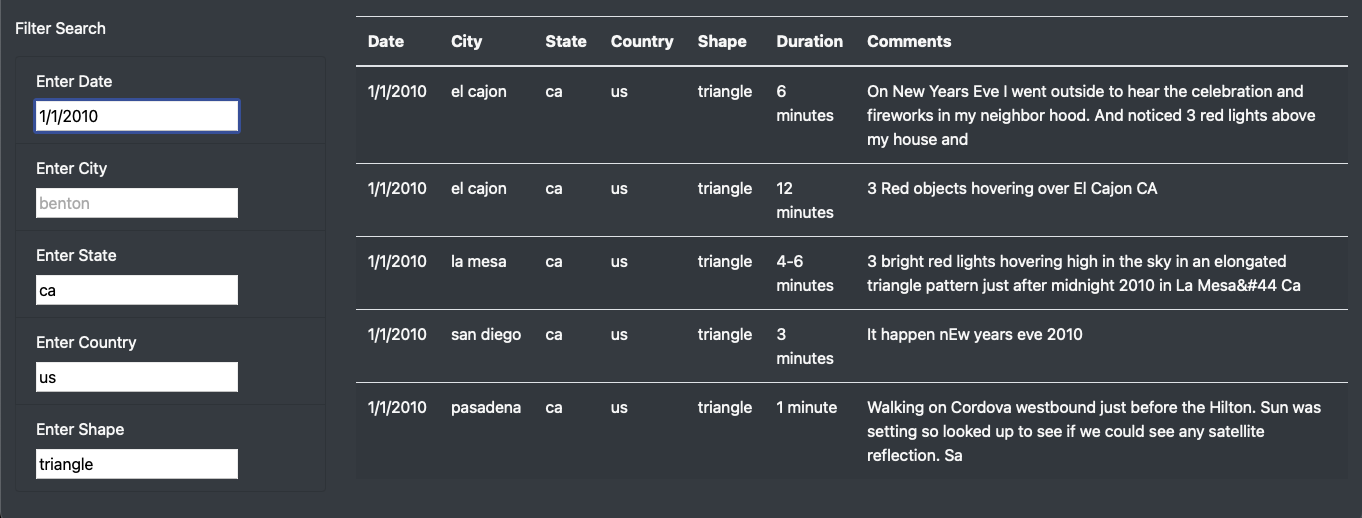 Filter Search
Enter Date
1/1/2010
Enter City
benton
Enter State
ca
Enter Country
us
Enter Shape
triangle
Date City State Country Shape Duration Comments
1/1/2010 el cajon ca us triangle 6 On New Years Eve I went outside to hear the celebration and
minutes fireworks in my neighbor hood. And noticed 3 red lights above
my house and
1/1/2010 el cajon ca us triangle 12 3 Red objects hovering over El Cajon CA
minutes
1/1/2010 la mesa ca us triangle 4-6 3 bright red lights hovering high in the sky in an elongated
minutes triangle pattern just after midnight 2010 in La Mesa&#44 Ca
1/1/2010 san diego ca us triangle 3 It happen nEw years eve 2010
minutes
1/1/2010 pasadena ca us triangle 1 minute Walking on Cordova westbound just before the Hilton. Sun was
setting so looked up to see if we could see any satellite
reflection. Sa